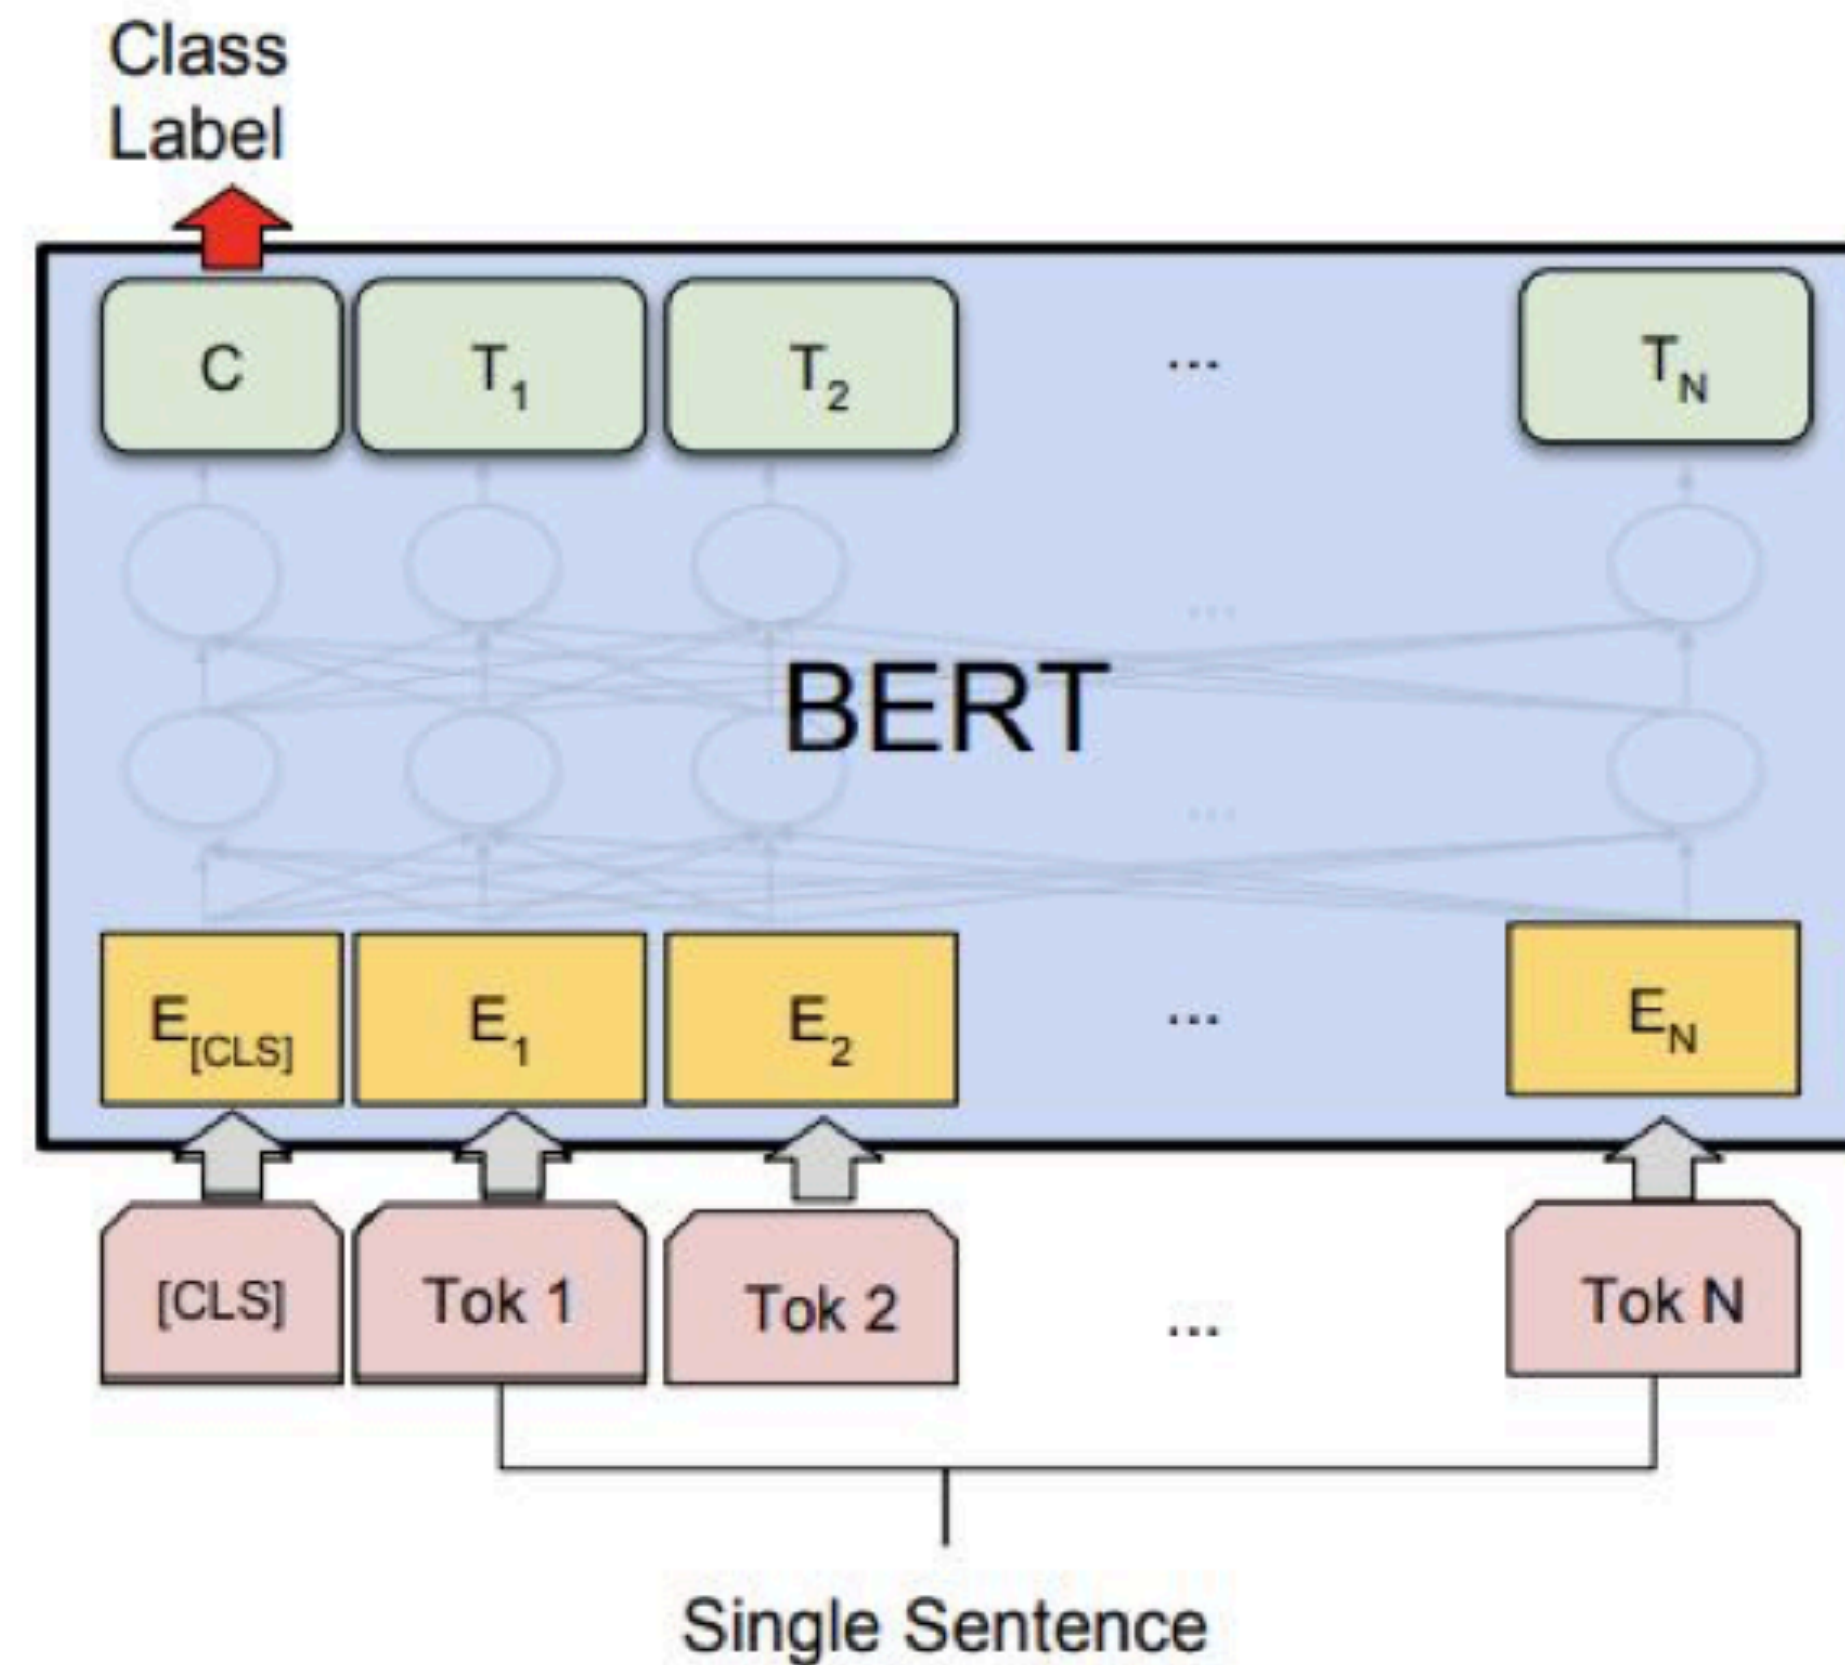 Class
Label
C T1 T2 ... TN
...
BERT
...
E[CLS] E1 E2 ... EN
[CLS] Tok 1 Tok 2 ... Tok N
Single Sentence